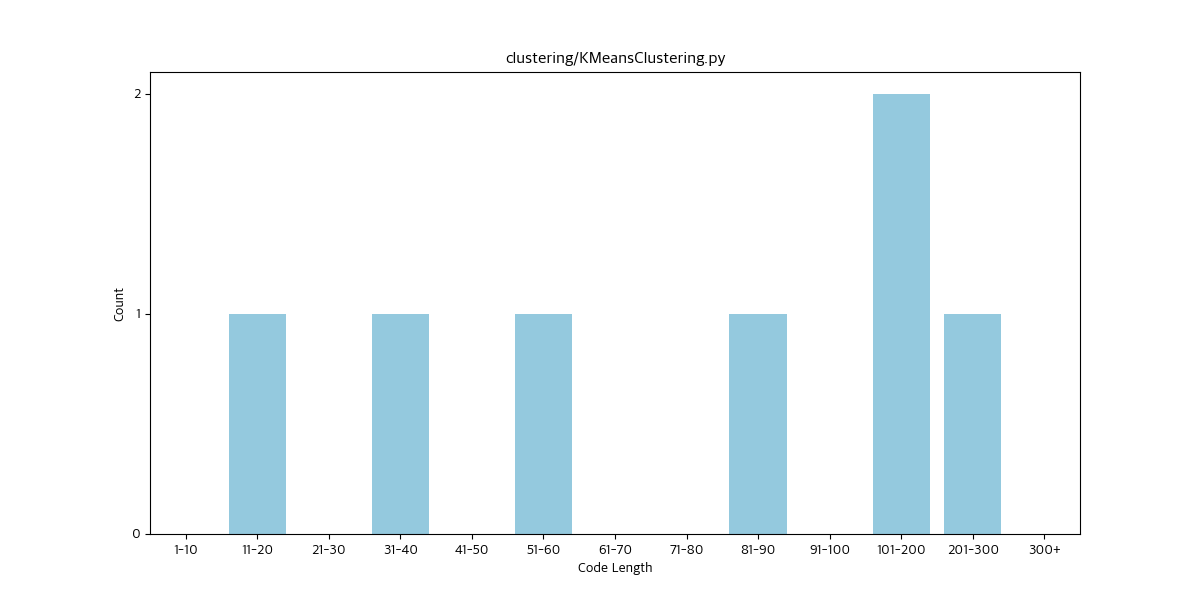 clustering/KMeansClustering.py
Count
2
1
0
1-10 11-20 21-30 31-40 41-50 51-60 61-70 71-80 81-90 91-100 101-200 201-300 300+
Code Length